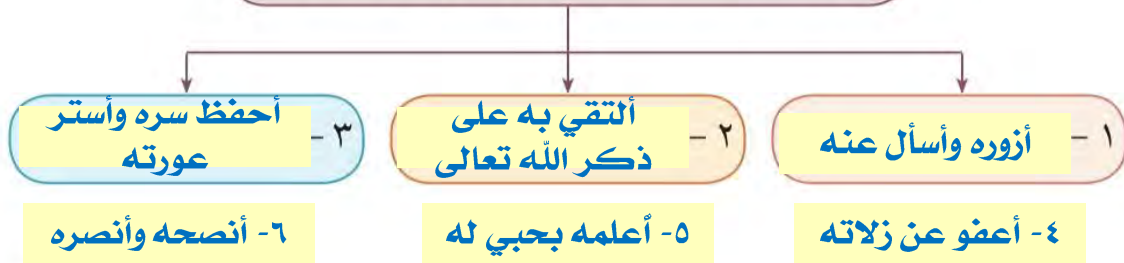 ١ - أزوره وأسأل عنه
٢ - ألتقي به على
ذكر الله تعالى
٣ - أحفظ سره وأستر
عورته
٤- أعفو عن زلاته
٥- أعلمه بحبي له
٦- أنصحه وأنصره